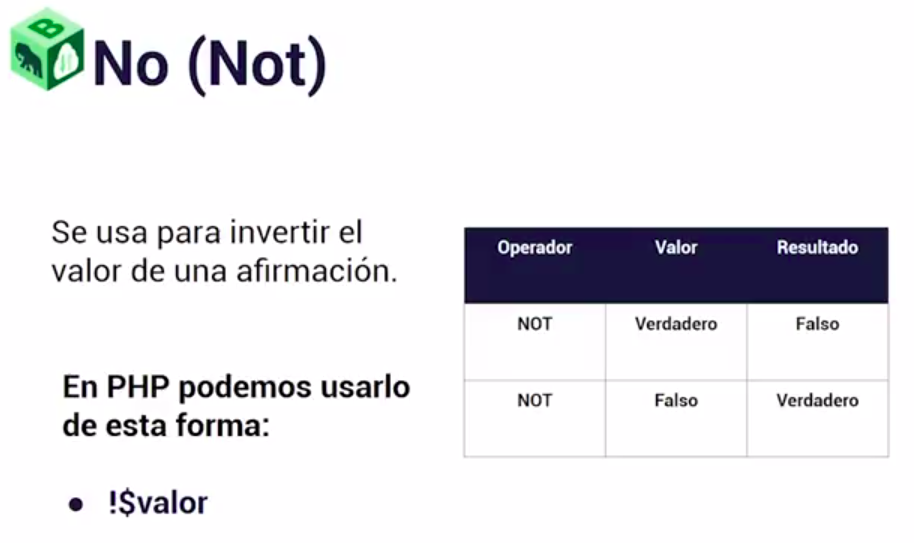 B
No (Not)
Se usa para invertir el
valor de una afirmación.
En PHP podemos usarlo
de esta forma:
● !$valor
Operador Valor Resultado
NOT Verdadero Falso
NOT Falso Verdadero